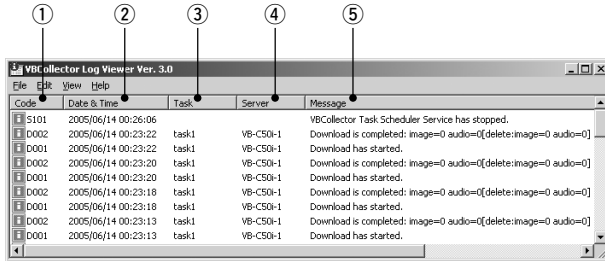 ① ② ③ ④ ⑤
VBCollector Log Viewer Ver. 3.0
File Edit View Help
Code Date & Time Task Server Message
S101 2005/06/14 00:26:06 VBCollector Task Scheduler Service has stopped.
D002 2005/06/14 00:23:22 task1 VB-C50i-1 Download is completed: image=0 audio=0[delete:image=0 audio=0]
D001 2005/06/14 00:23:22 task1 VB-C50i-1 Download has started.
D002 2005/06/14 00:23:20 task1 VB-C50i-1 Download is completed: image=0 audio=0[delete:image=0 audio=0]
D001 2005/06/14 00:23:20 task1 VB-C50i-1 Download has started.
D002 2005/06/14 00:23:18 task1 VB-C50i-1 Download is completed: image=0 audio=0[delete:image=0 audio=0]
D001 2005/06/14 00:23:18 task1 VB-C50i-1 Download has started.
D002 2005/06/14 00:23:13 task1 VB-C50i-1 Download is completed: image=0 audio=0[delete:image=0 audio=0]
D001 2005/06/14 00:23:13 task1 VB-C50i-1 Download has started.